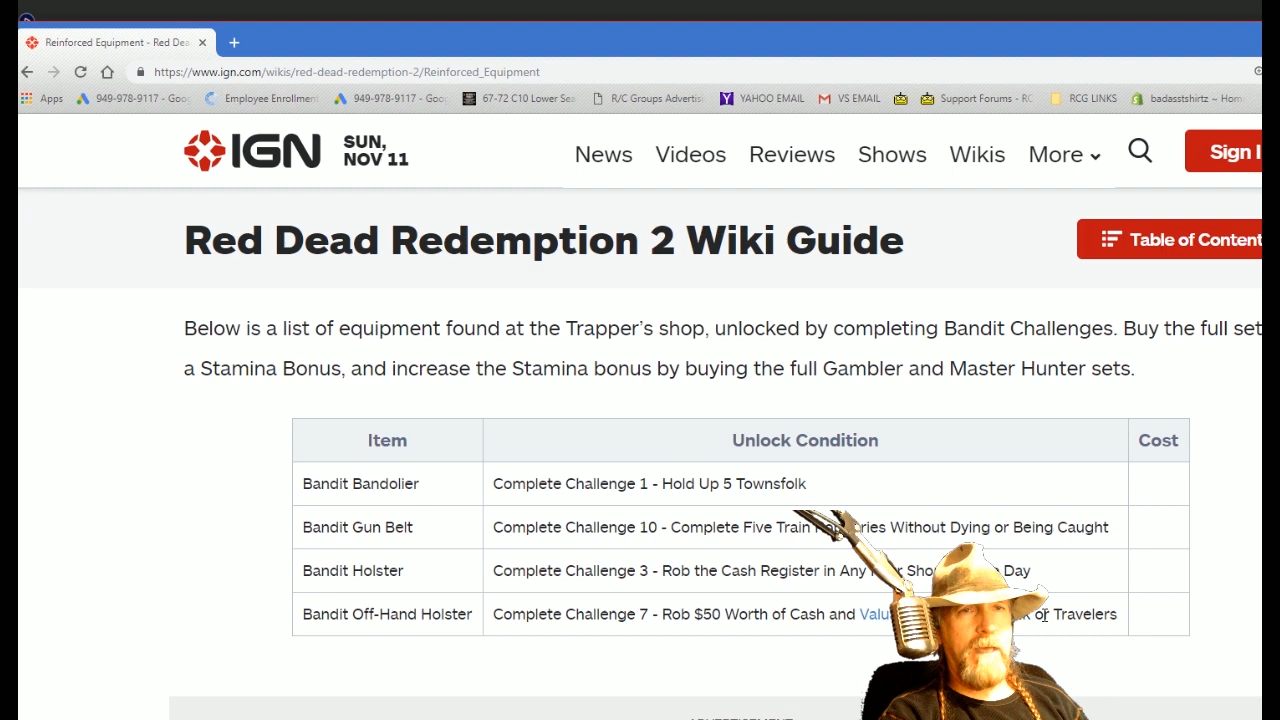 Reinforced Equipment - Red Dea
https://www.ign.com/wikis/red-dead-redemption-2/Reinforced_Equipment
Apps 949-978-9117 - Goo Employee Enrollment 949-978-9117 - Goo 67-72 C10 Lower Sea R/C Groups Advertis YAHOO EMAIL VS EMAIL Support Forums - RC RCG LINKS badasstshirtz ~ Hom
IGN
SUN,
NOV 11
News Videos Reviews Shows Wikis More Sign I
Red Dead Redemption 2 Wiki Guide
Table of Content
Below is a list of equipment found at the Trapper's shop, unlocked by completing Bandit Challenges. Buy the full set
a Stamina Bonus, and increase the Stamina bonus by buying the full Gambler and Master Hunter sets.
Item Unlock Condition Cost
Bandit Bandolier Complete Challenge 1 - Hold Up 5 Townsfolk
Bandit Gun Belt Complete Challenge 10 - Complete Five Train Without Dying or Being Caught
Bandit Holster Complete Challenge 3 - Rob the Cash Register in Any Day
Bandit Off-Hand Holster Complete Challenge 7 - Rob $50 Worth of Cash and Travelers